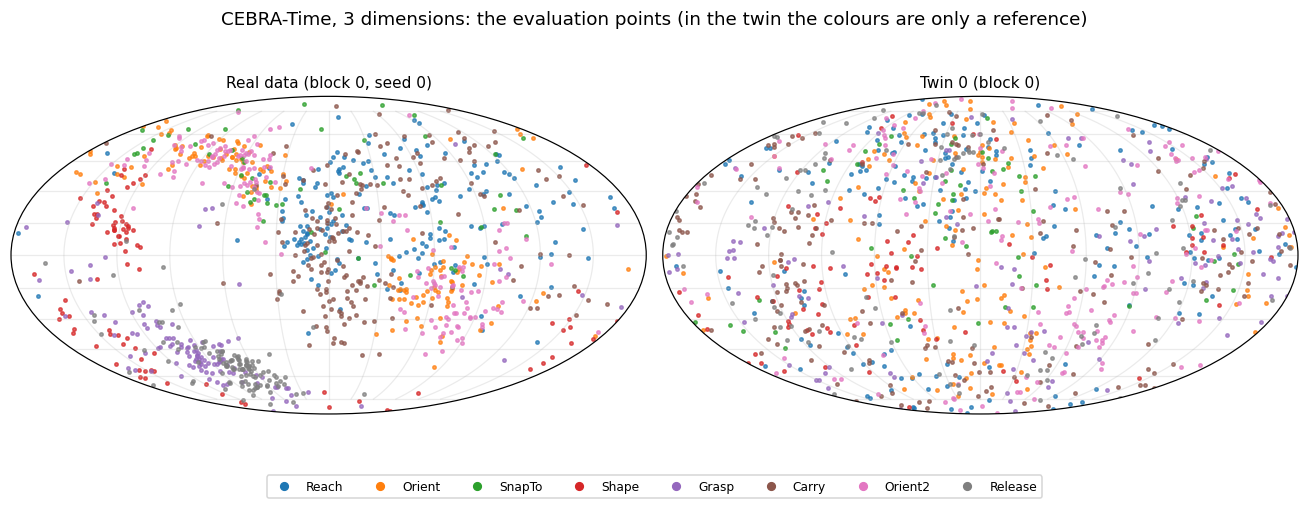 CEBRA-Time, 3 dimensions: the evaluation points (in the twin the colours are only a reference)
Real data (block 0, seed 0)
Twin 0 (block 0)
Reach
Orient
SnapTo
Shape
Grasp
Carry
Orient2
Release